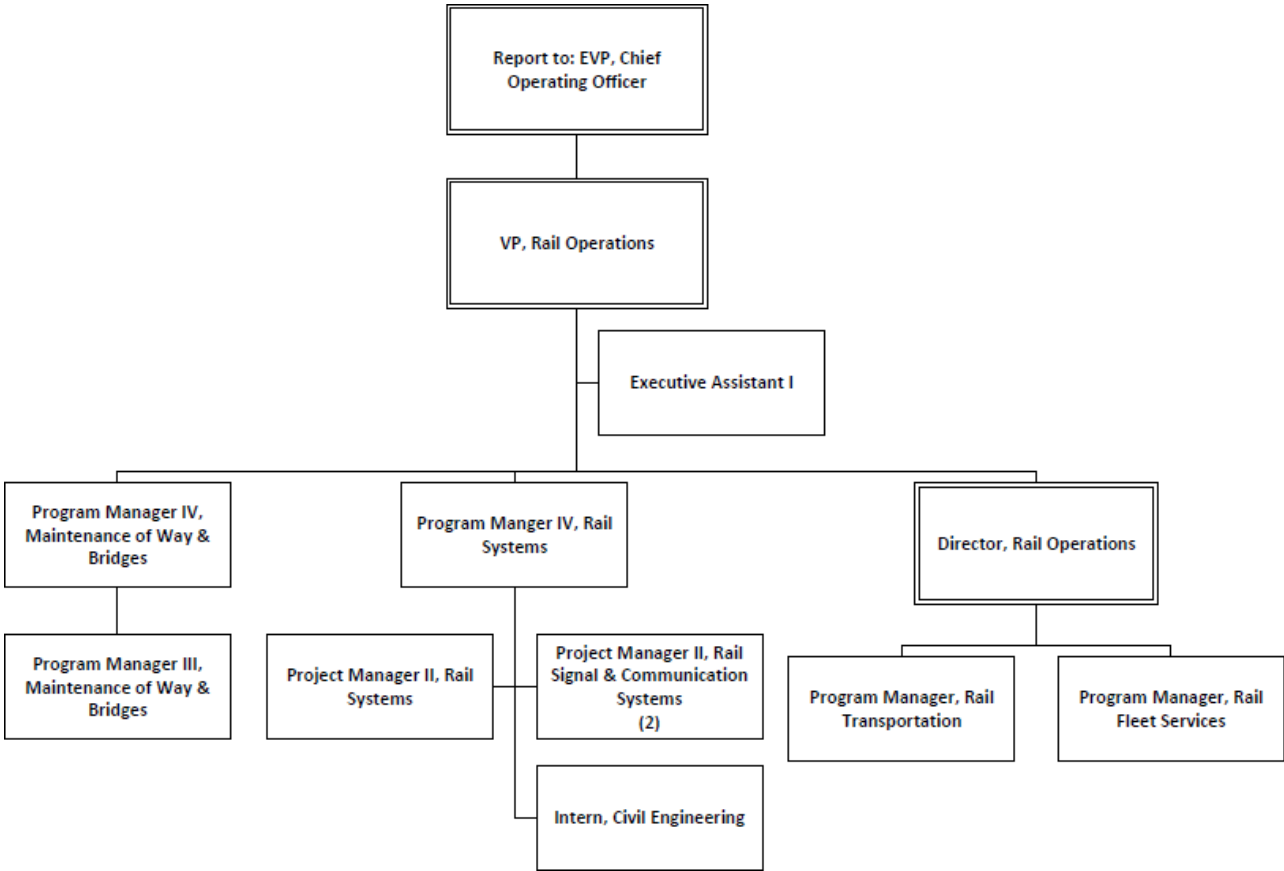 Report to: EVP, Chief
Operating Officer
VP, Rail Operations
Executive Assistant I
Program Manager IV,
Maintenance of Way &
Bridges
Program Manger IV, Rail
Systems
Director, Rail Operations
Program Manager III,
Maintenance of Way &
Bridges
Project Manager II, Rail
Systems
Project Manager II, Rail
Signal & Communication
Systems
(2)
Program Manager, Rail
Transportation
Program Manager, Rail
Fleet Services
Intern, Civil Engineering